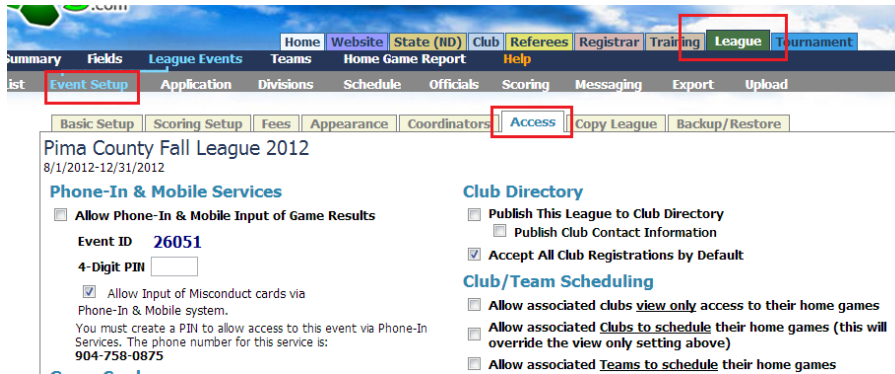 .com
Home Website State (ND) Club Referees Registrar Training League Tournament
Summary Fields League Events Teams Home Game Report Help
List Event Setup Application Divisions Schedule Officials Scoring Messaging Export Upload
Basic Setup Scoring Setup Fees Appearance Coordinators Access Copy League Backup/Restore
Pima County Fall League 2012
8/1/2012-12/31/2012
Phone-In & Mobile Services
Allow Phone-In & Mobile Input of Game Results
Event ID 26051
4-Digit PIN
Allow Input of Misconduct cards via
Phone-In & Mobile system.
You must create a PIN to allow access to this event via Phone-In
Services. The phone number for this service is:
904-758-0875
Club Directory
Publish This League to Club Directory
Publish Club Contact Information
Accept All Club Registrations by Default
Club/Team Scheduling
Allow associated clubs view only access to their home games
Allow associated Clubs to schedule their home games (this will
override the view only setting above)
Allow associated Teams to schedule their home games